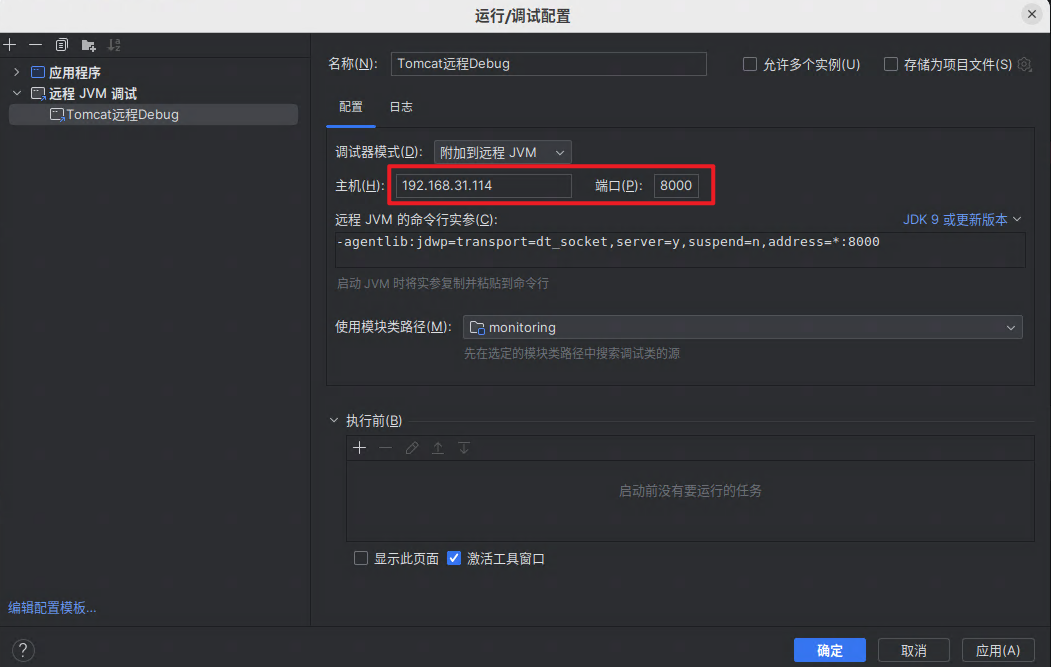 运行/调试配置
应用程序
远程 JVM 调试
Tomcat远程Debug
名称(N): Tomcat远程Debug 允许多个实例(U) 存储为项目文件(S)
配置 日志
调试器模式(D): 附加到远程 JVM
主机(H): 192.168.31.114 端口(P): 8000
远程 JVM 的命令行实参(C): JDK 9 或更新版本
-agentlib:jdwp=transport=dt_socket,server=y,suspend=n,address=*:8000
启动 JVM 时将实参复制并粘贴到命令行
使用模块类路径(M): monitoring
先在选定的模块类路径中搜索调试类的源
执行前(B)
启动前没有要运行的任务
显示此页面 激活工具窗口
编辑配置模板...
? 确定 取消 应用(A)